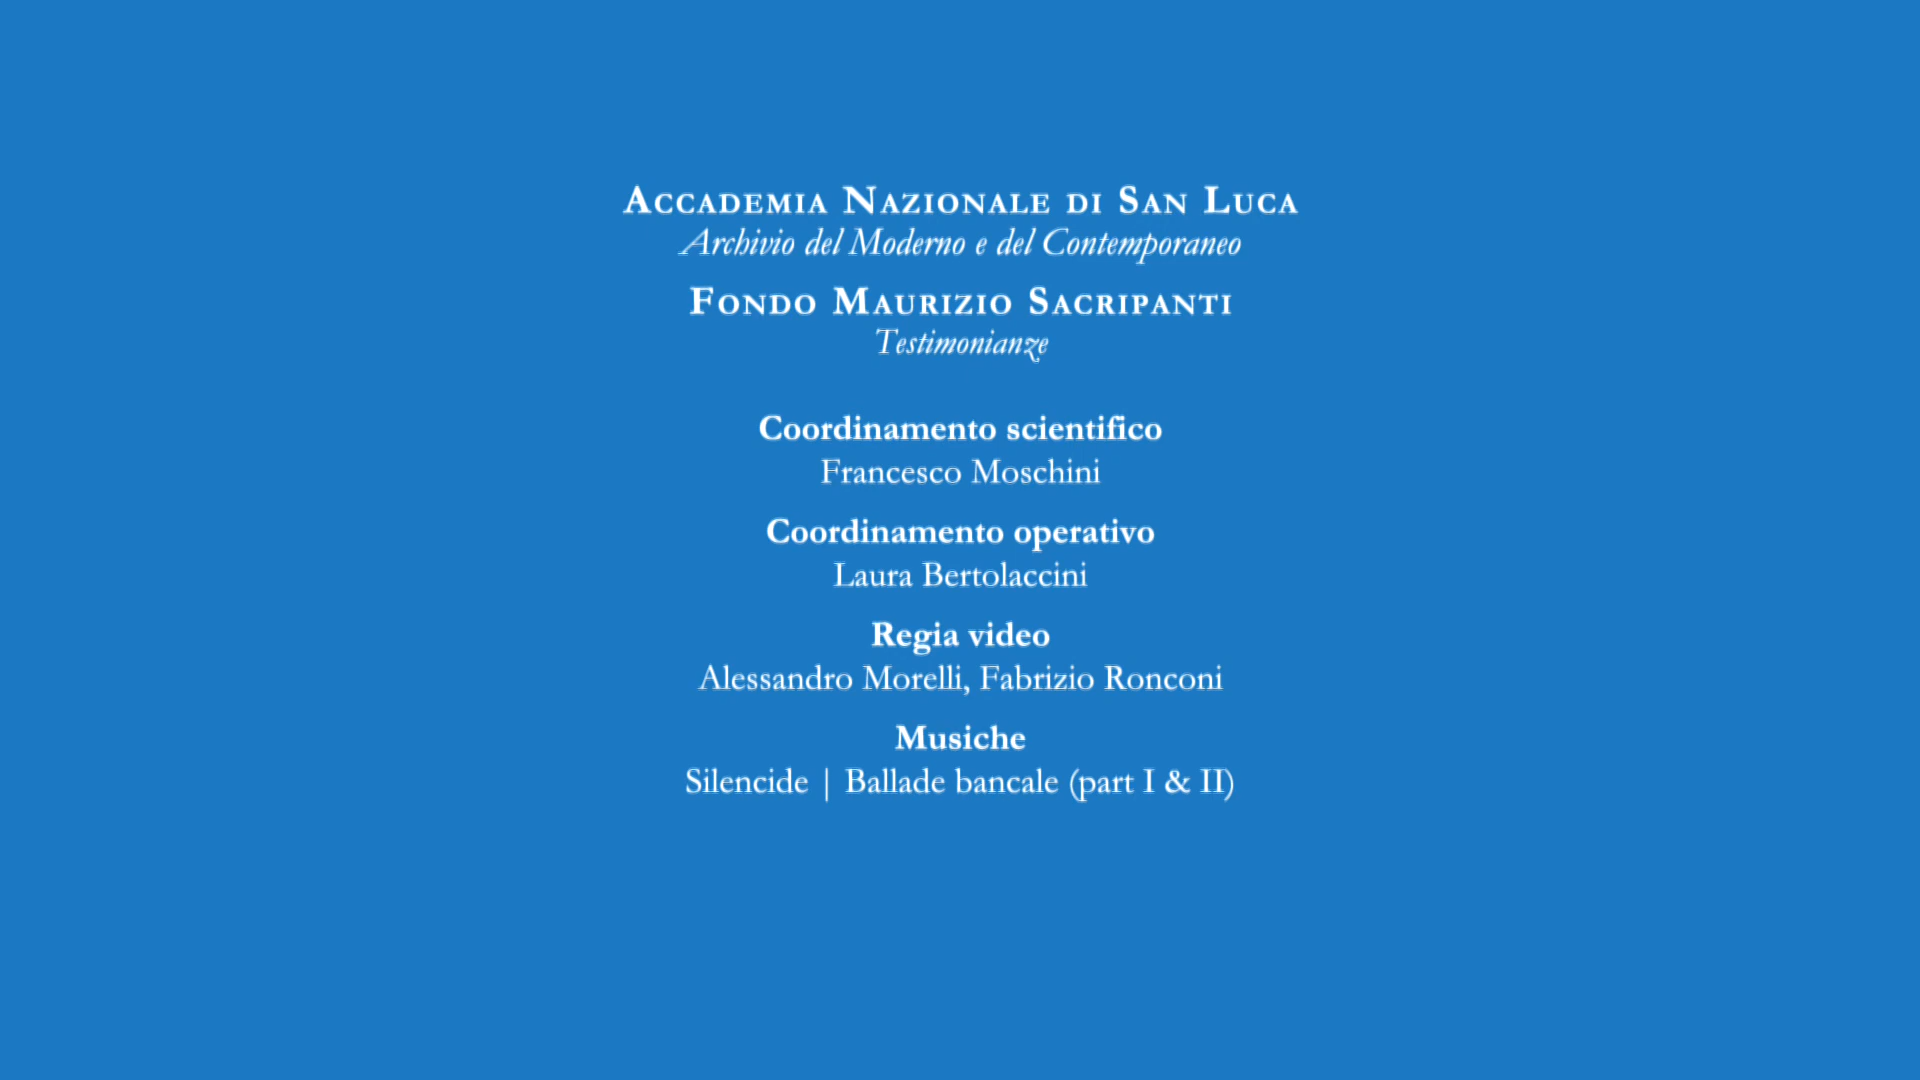 Accademia Nazionale di San Luca
Archivio del Moderno e del Contemporaneo
Fondo Maurizio Sacripanti
Testimonianze
Coordinamento scientifico
Francesco Moschini
Coordinamento operativo
Laura Bertolaccini
Regia video
Alessandro Morelli, Fabrizio Ronconi
Musiche
Silencide | Ballade bancale (part I & II)